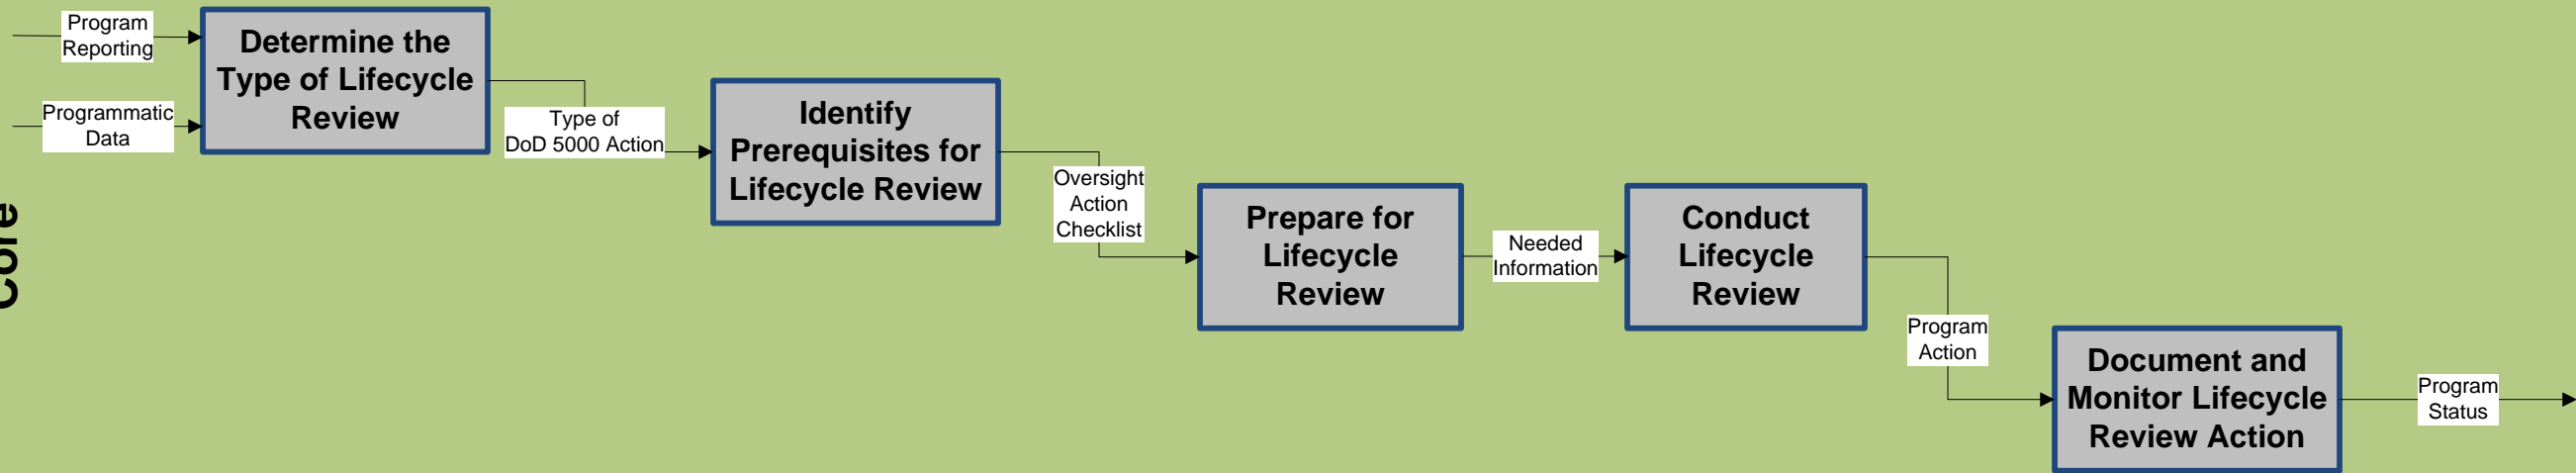 Program
Reporting
Determine the
Type of Lifecycle
Review
Programmatic
Data
Type of
DoD 5000 Action
Identify
Prerequisites for
Lifecycle Review
Oversight
Action
Checklist
Core
Prepare for
Lifecycle
Review
Needed
Information
Conduct
Lifecycle
Review
Program
Action
Document and
Monitor Lifecycle
Review Action
Program
Status